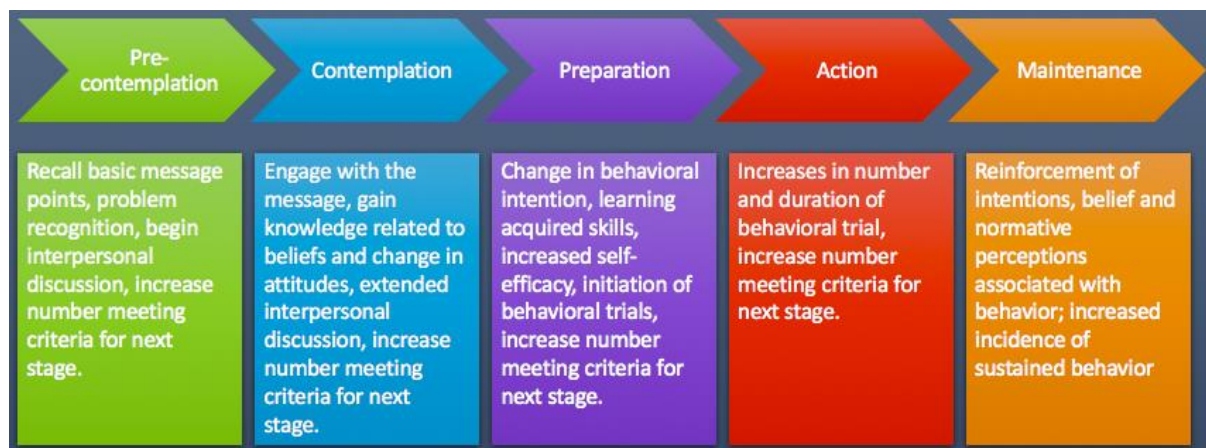 Pre-
contemplation
Contemplation
Preparation
Action
Maintenance
Recall basic message
points, problem
recognition, begin
interpersonal
discussion, increase
number meeting
criteria for next
stage.
Engage with the
message, gain
knowledge related to
beliefs and change in
attitudes, extended
interpersonal
discussion, increase
number meeting
criteria for next
stage.
Change in behavioral
intention, learning
acquired skills,
increased self-
efficacy, initiation of
behavioral trials,
increase number
meeting criteria for
next stage.
Increases in number
and duration of
behavioral trial,
increase number
meeting criteria for
next stage.
Reinforcement of
intentions, belief and
normative
perceptions
associated with
behavior; increased
incidence of
sustained behavior